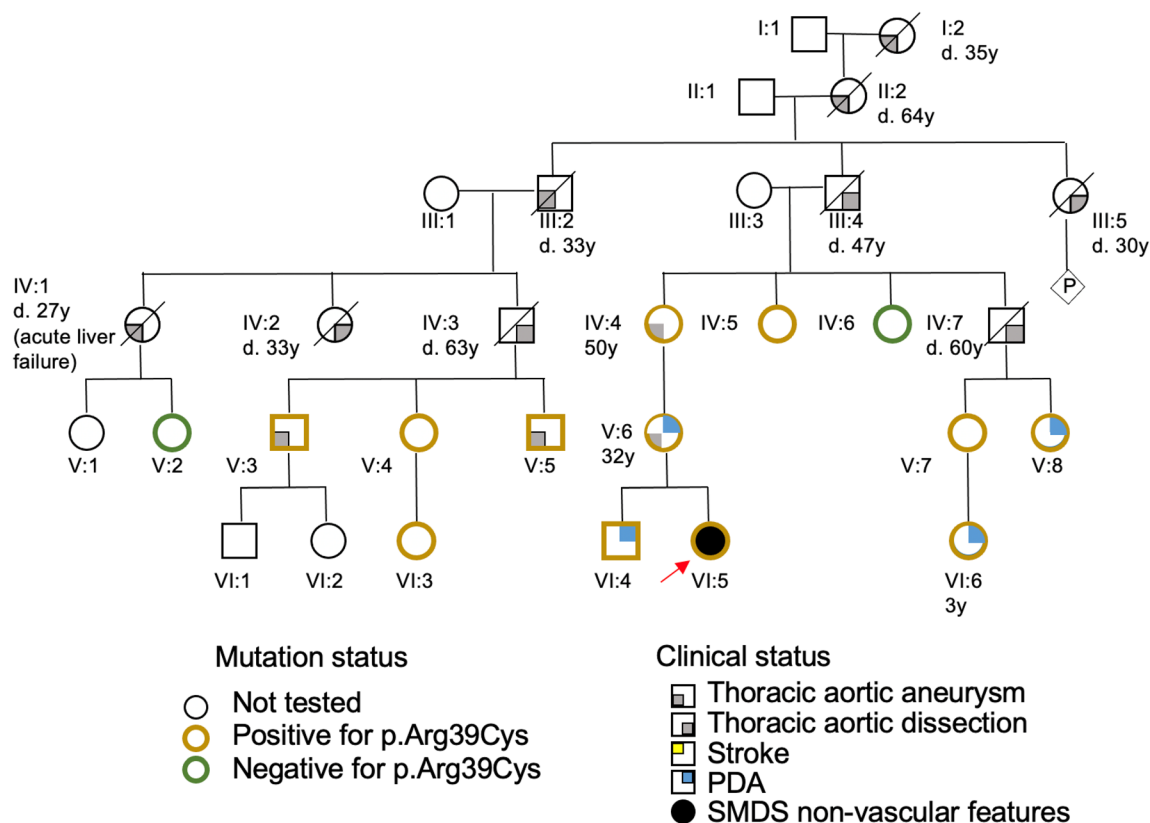 I:1
I:2
d. 35y
II:1
II:2
d. 64y
III:1
III:2
d. 33y
III:3
III:4
d. 47y
III:5
d. 30y
P
IV:1
d. 27y
(acute liver
failure)
IV:2
d. 33y
IV:3
d. 63y
IV:4
50y
IV:5
IV:6
IV:7
d. 60y
V:1
V:2
V:3
V:4
V:5
V:6
32y
V:7
V:8
VI:1
VI:2
VI:3
VI:4
VI:5
VI:6
3y
Mutation status
Not tested
Positive for p.Arg39Cys
Negative for p.Arg39Cys
Clinical status
Thoracic aortic aneurysm
Thoracic aortic dissection
Stroke
PDA
SMDS non-vascular features